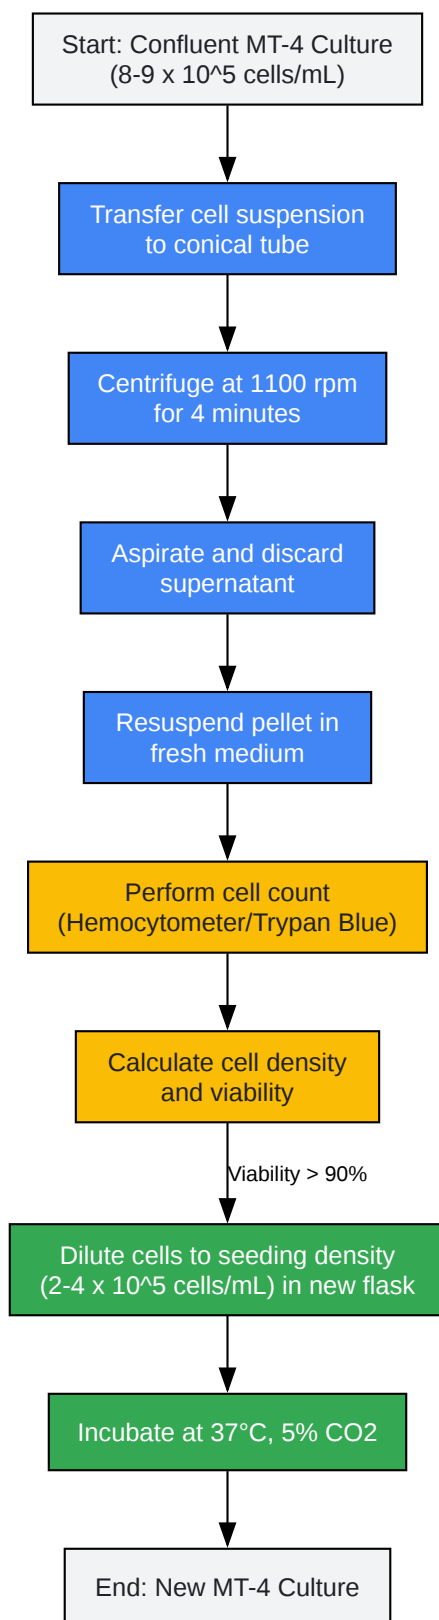 Start: Confluent MT-4 Culture
(8-9 x 10^5 cells/mL)
Transfer cell suspension
to conical tube
Centrifuge at 1100 rpm
for 4 minutes
Aspirate and discard
supernatant
Resuspend pellet in
fresh medium
Perform cell count
(Hemocytometer/Trypan Blue)
Calculate cell density
and viability
Viability > 90%
Dilute cells to seeding density
(2-4 x 10^5 cells/mL) in new flask
Incubate at 37°C, 5% CO2
End: New MT-4 Culture